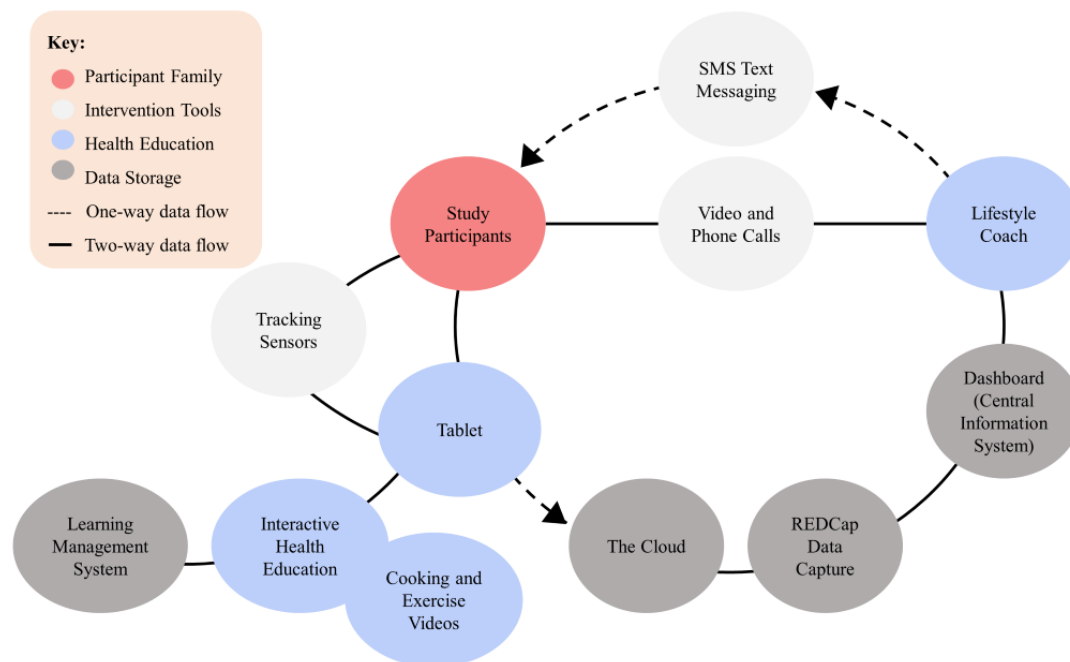 Key:
Participant Family
Intervention Tools
Health Education
Data Storage
One-way data flow
Two-way data flow
SMS Text
Messaging
Study
Participants
Video and
Phone Calls
Lifestyle
Coach
Tracking
Sensors
Dashboard
(Central
Information
System)
Tablet
Learning
Management
System
Interactive
Health
Education
Cooking and
Exercise
Videos
The Cloud
REDCap
Data
Capture